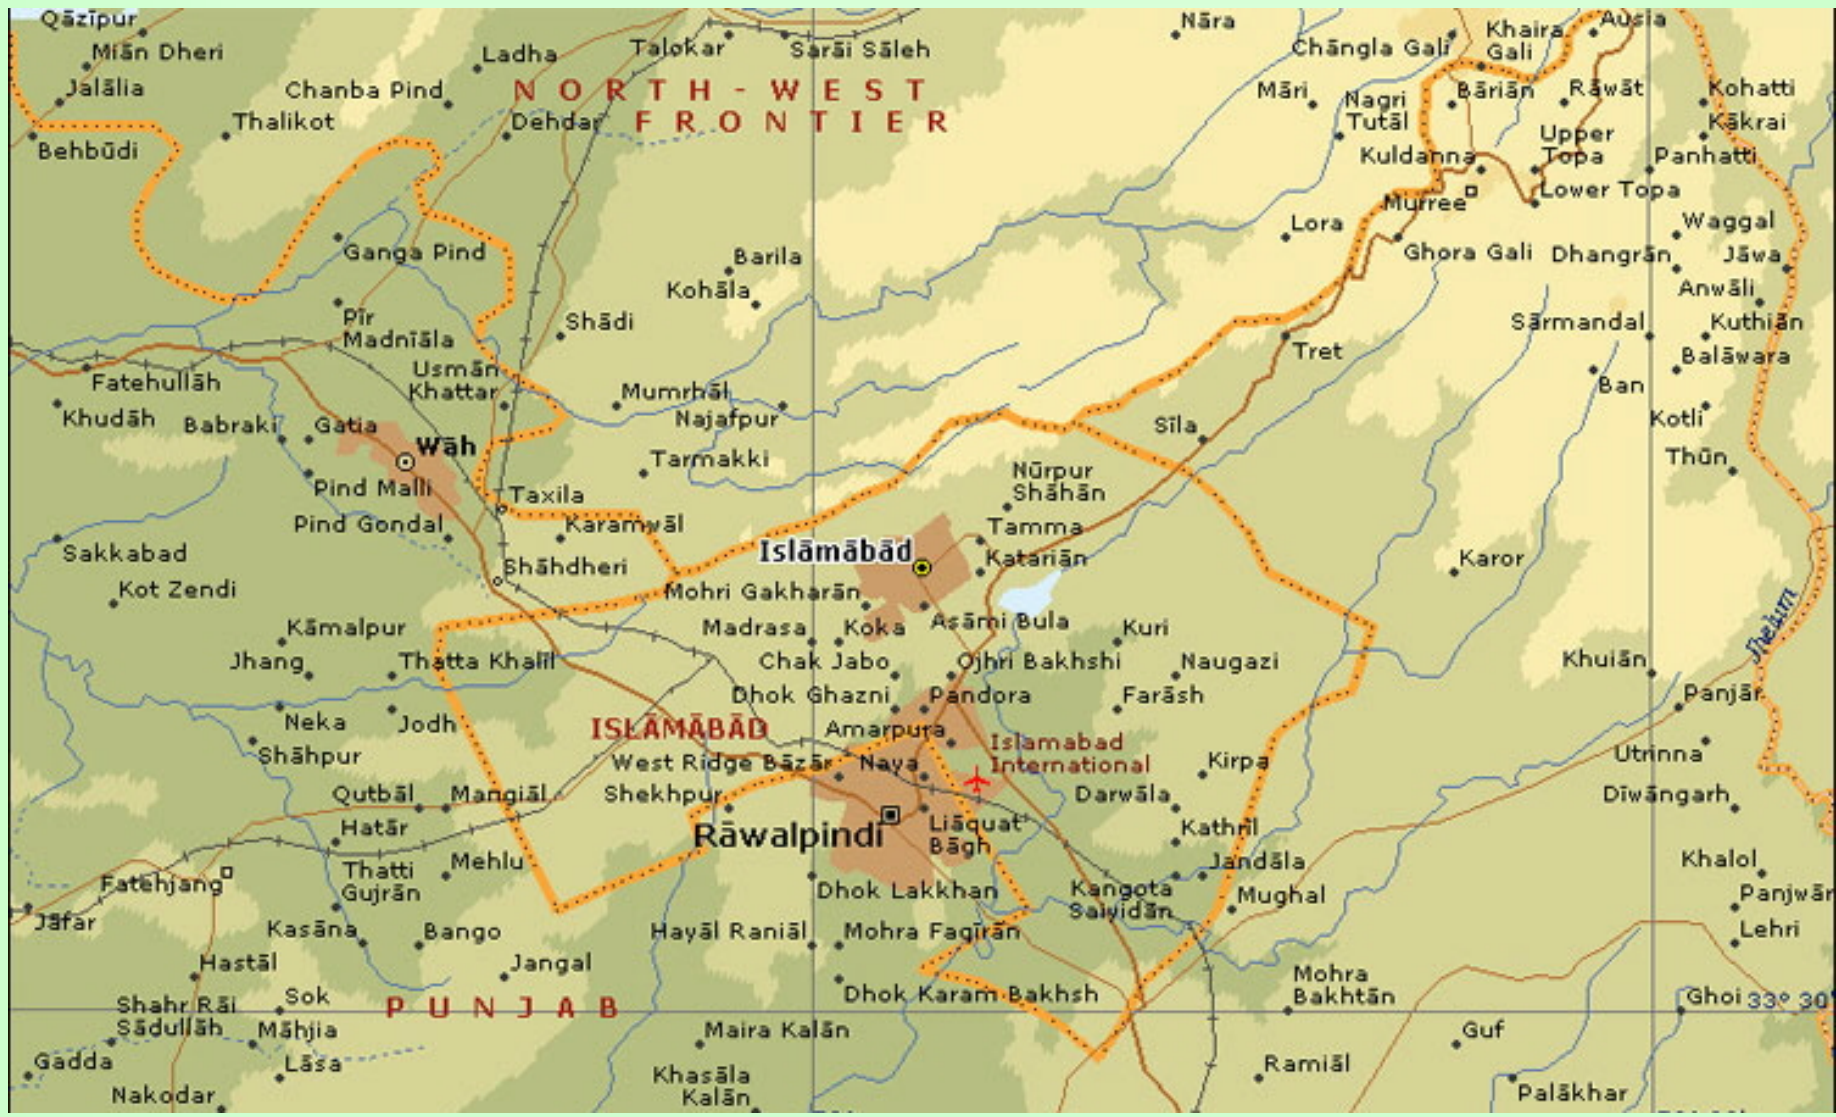 Qāzīpur
Miān Dheri
Jalālia
Behbūdi
Thalikot
Chanba Pind
Ladha
Talokar
Sarāi Sāleh
NORTH-WEST
FRONTIER
Dehdar
Nāra
Chāngla Gali
Khaira
Gali
Ausia
Māri
Nagri
Tutāl
Bāriān
Rāwāt
Kohatti
Kākrai
Kuldanna
Upper
Topa
Panhatti
Murree
Lower Topa
Lora
Ghora Gali
Waggal
Dhangrān
Jāwa
Anwāli
Ganga Pind
Barila
Kohāla
Pīr
Madnīāla
Shādi
Sārmandal
Kuthiān
Tret
Balāwara
Ban
Usmān
Khattar
Fatehullāh
Khudāh
Babraki
Gatia
Wāh
Mumrhāl
Najafpur
Tarmakki
Sīla
Kotli
Thūn
Pind Malli
Taxila
Nūrpur
Shāhān
Pind Gondal
Karamwāl
Tamma
Sakkabad
Shāhdheri
Islāmābād
Katariān
Karor
Kot Zendi
Mohri Gakharān
Jhelum
Kāmalpur
Madrasa
Koka
Asāmi Bula
Kuri
Jhang
Thatta Khalil
Chak Jabo
Ojhri Bakhshi
Naugazi
Khuiān
Dhok Ghazni
Pandora
Farāsh
Panjār
Neka
Jodh
ISLĀMĀBĀD
Amarpura
Islamabad
International
Shāhpur
West Ridge Bāzār
Naya
Kirpa
Utrinna
Qutbāl
Mangiāl
Shekhpur
Darwāla
Dīwāngarh
Hatār
Rāwalpindi
Liāquat
Bāgh
Kathrīl
Thatti
Gujrān
Mehlu
Jandāla
Khalol
Fatehjang
Dhok Lakkhan
Kangota
Saiyidān
Mughal
Panjwār
Jāfar
Kasāna
Bango
Hayāl Raniāl
Mohra Faqīrān
Lehri
Hastāl
Jangal
Dhok Karam Bakhsh
Mohra
Bakhtān
Shahr Rāi
Sādullāh
Sok
PUNJAB
Ghoi
33° 30'
Māhjia
Maira Kalān
Guf
Gadda
Lāsa
Khasāla
Kalān
Ramiāl
Palākhar
Nakodar